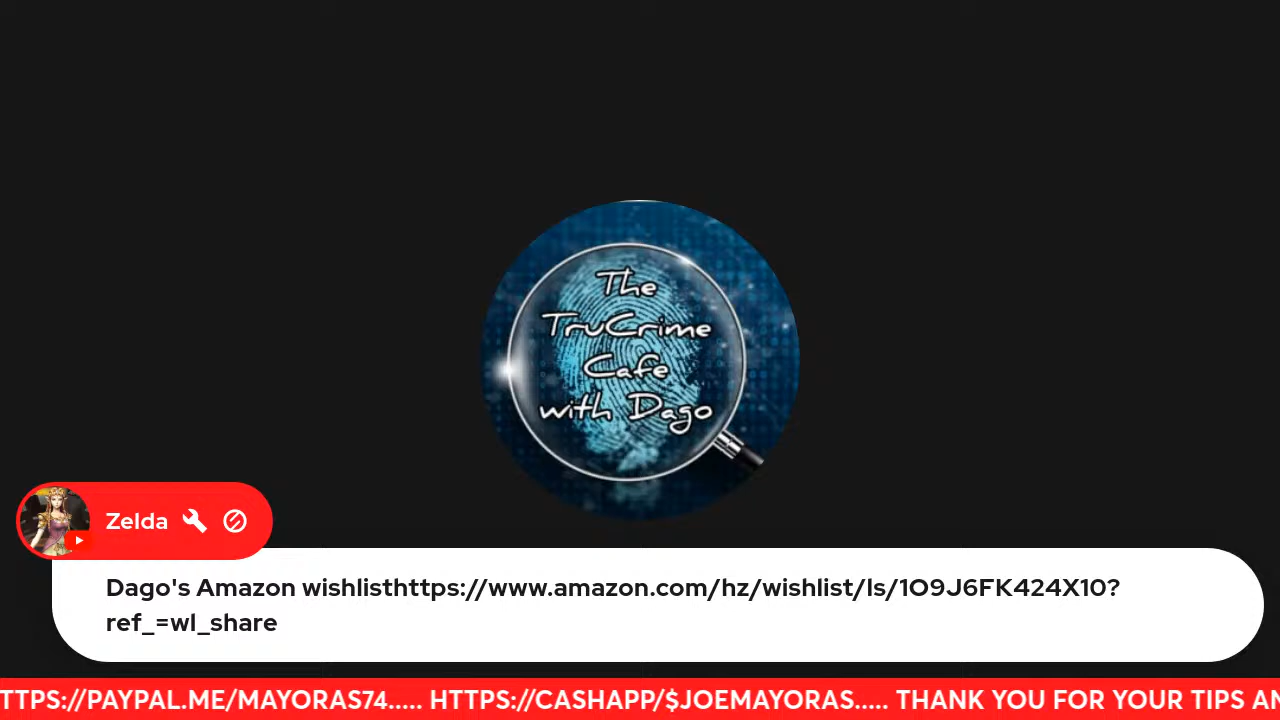 The
TruCrime
Cafe
with Dago
Zelda
Dago's Amazon wishlisthttps://www.amazon.com/hz/wishlist/ls/1O9J6FK424X10?
ref_=wl_share
TTPS://PAYPAL.ME/MAYORAS74..... HTTPS://CASHAPP/$JOEMAYORAS..... THANK YOU FOR YOUR TIPS AN